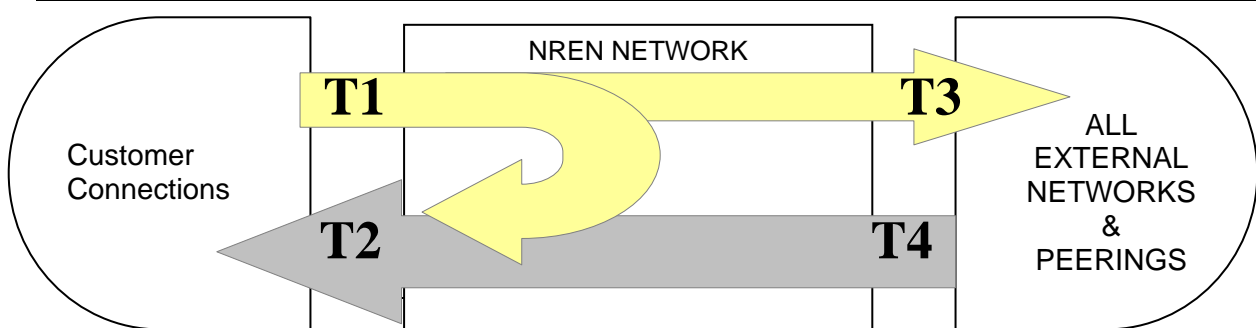 NREN NETWORK
T1
T3
Customer
Connections
ALL
EXTERNAL
NETWORKS
&
PEERINGS
T2
T4